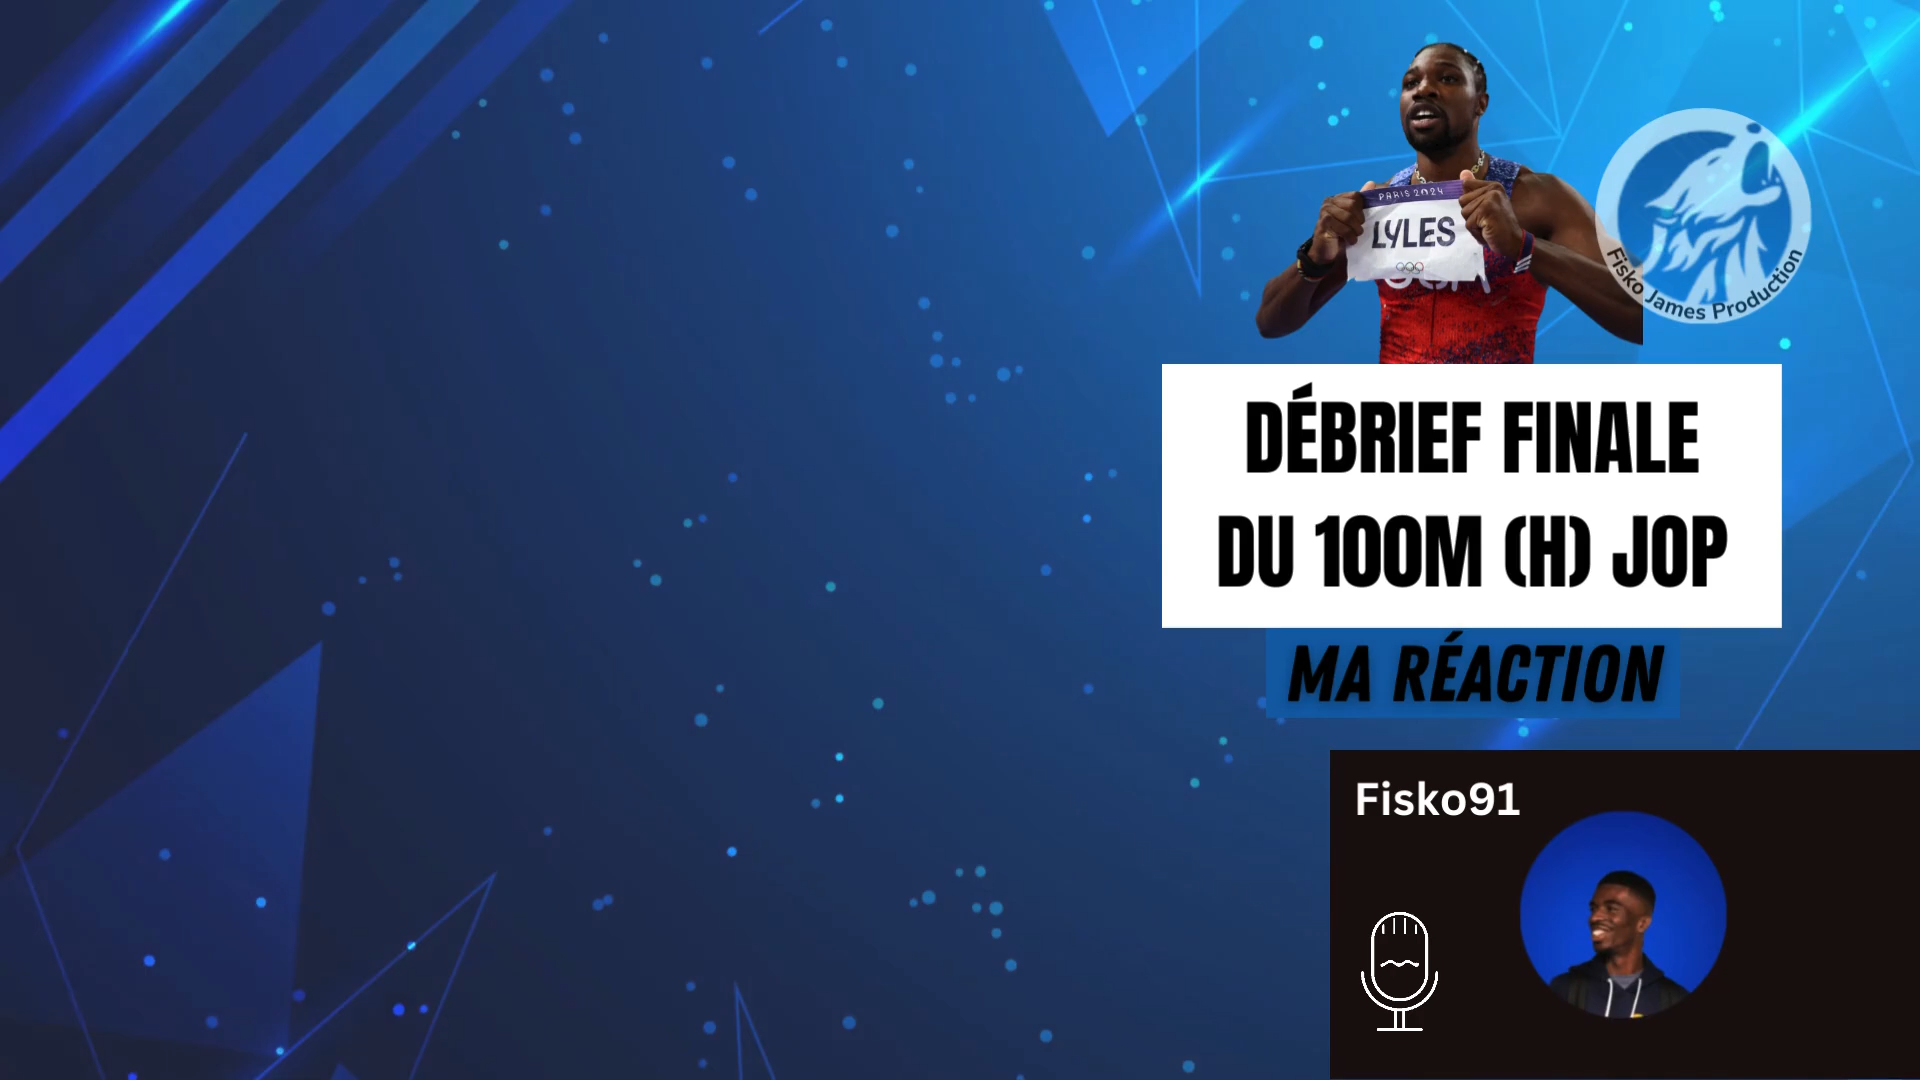 PARIS 2024
LYLES
Fisko James Production
DÉBRIEF FINALE
DU 100M (H) JOP
MA RÉACTION
Fisko91